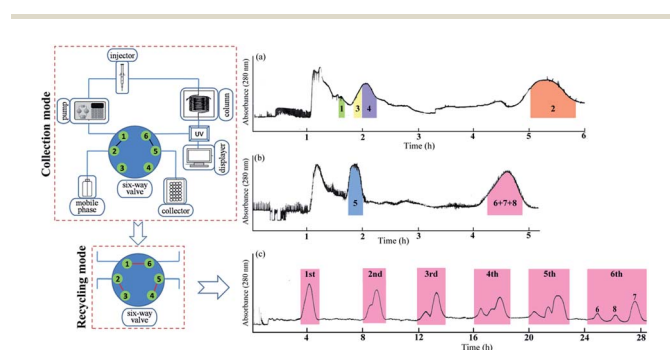 Collection mode
injector
pump
column
UV
displayer
1 6
2 5
3 4
mobile
phase
six-way
valve
collector
Recycling mode
1 6
2 5
3 4
six-way
valve
(a)
Absorbance (280 nm)
1 3 4 2
1 2 3 4 5 6
Time (h)
(b)
Absorbance (280 nm)
5 6+7+8
1 2 3 4 5
Time (h)
(c)
Absorbance (280 nm)
1st 2nd 3rd 4th 5th 6th
6 8 7
4 8 12 16 20 24 28
Time (h)